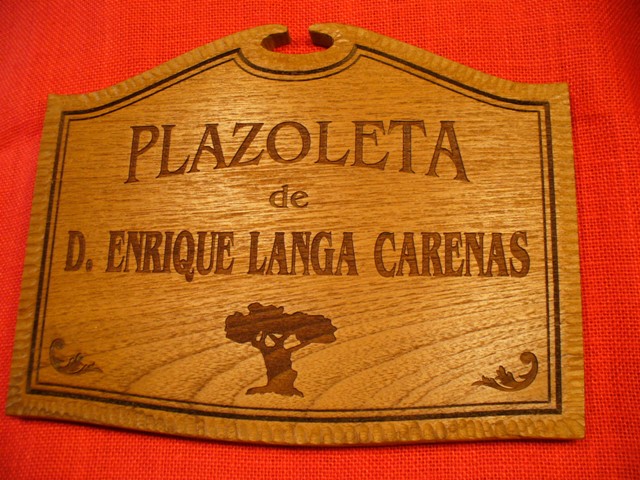 PLAZOLETA
de
D. ENRIQUE LANGA CARENAS